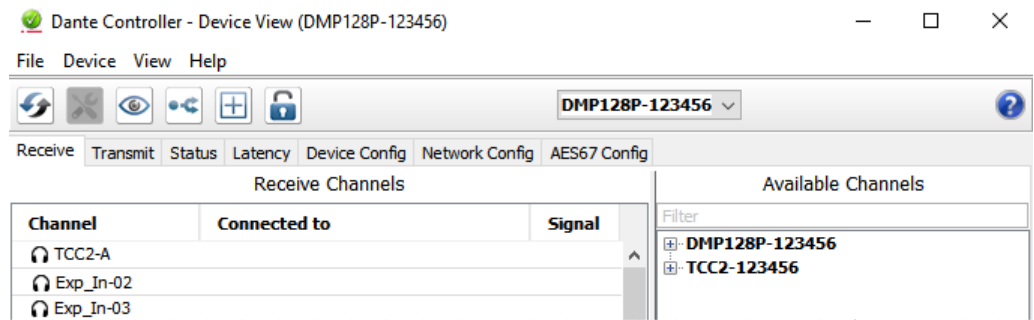 Dante Controller - Device View (DMP128P-123456)
File Device View Help
DMP128P-123456
?
Receive Transmit Status Latency Device Config Network Config AES67 Config
Receive Channels
Available Channels
Channel Connected to Signal
Filter
TCC2-A
Exp_In-02
Exp_In-03
DMP128P-123456
TCC2-123456